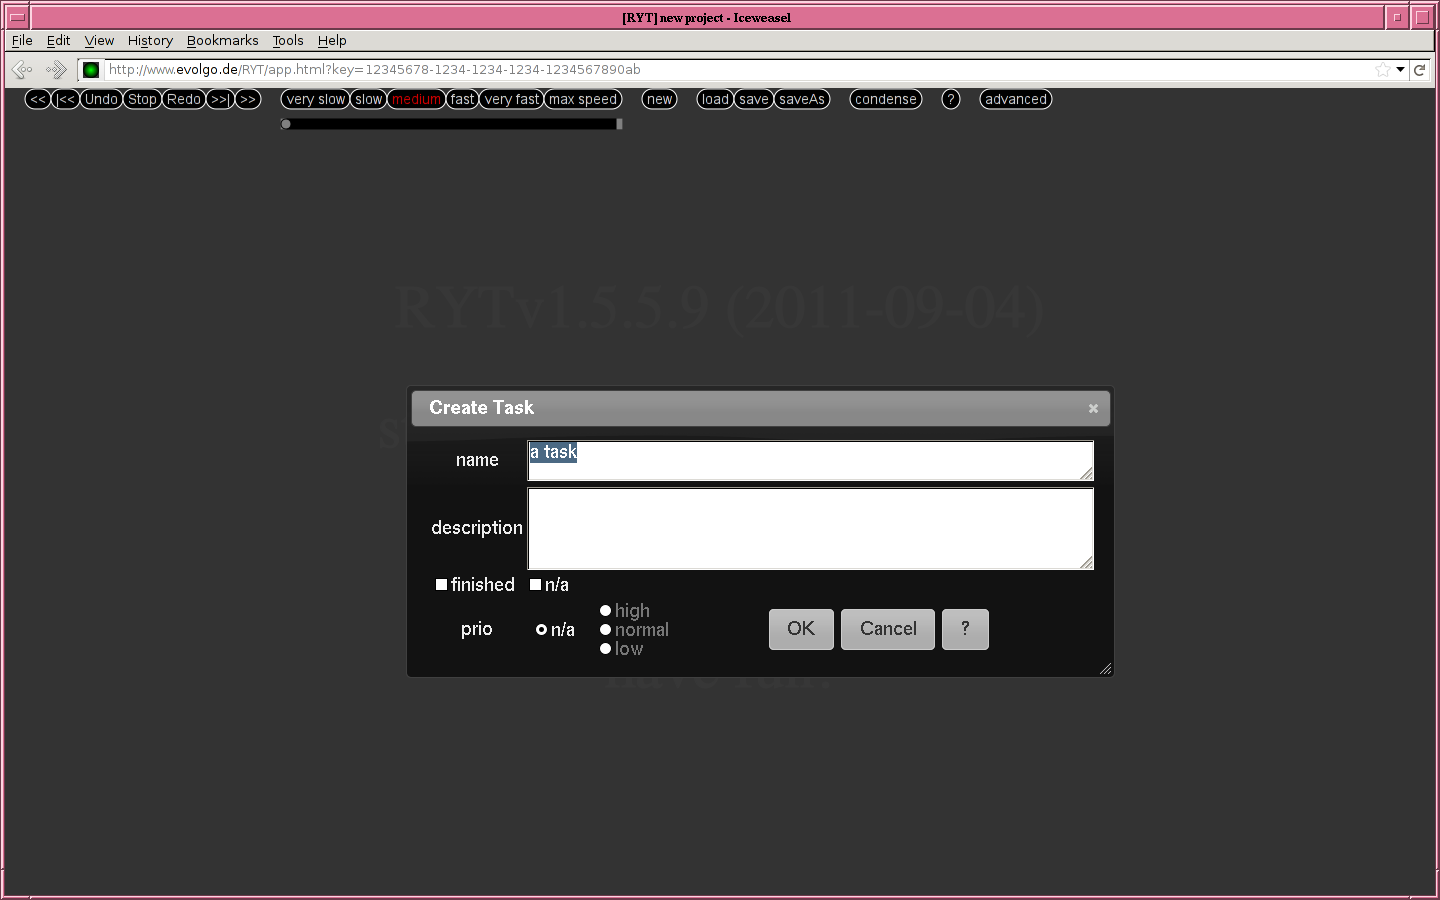 [RYT] new project - Iceweasel
File Edit View History Bookmarks Tools Help
http://www.evolgo.de/RYT/app.html?key=12345678-1234-1234-1234-1234567890ab
<< |<< Undo Stop Redo >>| >> very slow slow medium fast very fast max speed new load save saveAs condense ? advanced
RYTv1.5.5.9 (2011-09-04)
Create Task
name a task
description
finished n/a
high
prio n/a normal OK Cancel ?
low
have fun!